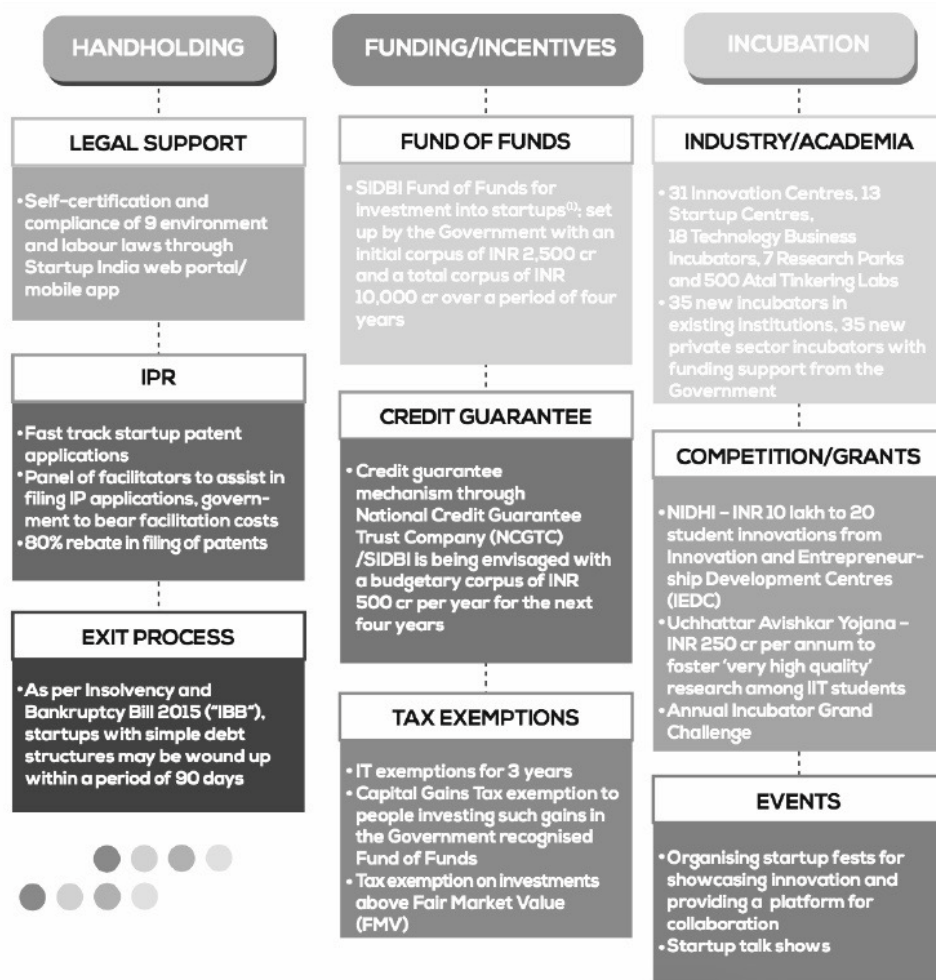 HANDHOLDING
LEGAL SUPPORT
• Self-certification and
compliance of 9 environment
and labour laws through
Startup India web portal/
mobile app
IPR
• Fast track startup patent
applications
• Panel of facilitators to assist in
filing IP applications, govern-
ment to bear facilitation costs
• 80% rebate in filing of patents
EXIT PROCESS
• As per Insolvency and
Bankruptcy Bill 2015 ("IBB"),
startups with simple debt
structures may be wound up
within a period of 90 days
FUNDING/INCENTIVES
FUND OF FUNDS
• SIDBI Fund of Funds for
investment into startups⁽¹⁾: set
up by the Government with an
initial corpus of INR 2,500 cr
and a total corpus of INR
10,000 cr over a period of four
years
CREDIT GUARANTEE
• Credit guarantee
mechanism through
National Credit Guarantee
Trust Company (NCGTC)
/SIDBI is being envisaged with
a budgetary corpus of INR
500 cr per year for the next
four years
TAX EXEMPTIONS
• IT exemptions for 3 years
• Capital Gains Tax exemption to
people investing such gains in
the Government recognised
Fund of Funds
• Tax exemption on investments
above Fair Market Value
(FMV)
INCUBATION
INDUSTRY/ACADEMIA
• 31 Innovation Centres, 13
Startup Centres,
18 Technology Business
Incubators, 7 Research Parks
and 500 Atal Tinkering Labs
• 35 new incubators in
existing institutions, 35 new
private sector incubators with
funding support from the
Government
COMPETITION/GRANTS
• NIDHI – INR 10 lakh to 20
student innovations from
Innovation and Entrepreneur-
ship Development Centres
(IEDC)
• Uchhattar Avishkar Yojana –
INR 250 cr per annum to
foster 'very high quality'
research among IIT students
• Annual Incubator Grand
Challenge
EVENTS
• Organising startup fests for
showcasing innovation and
providing a platform for
collaboration
• Startup talk shows